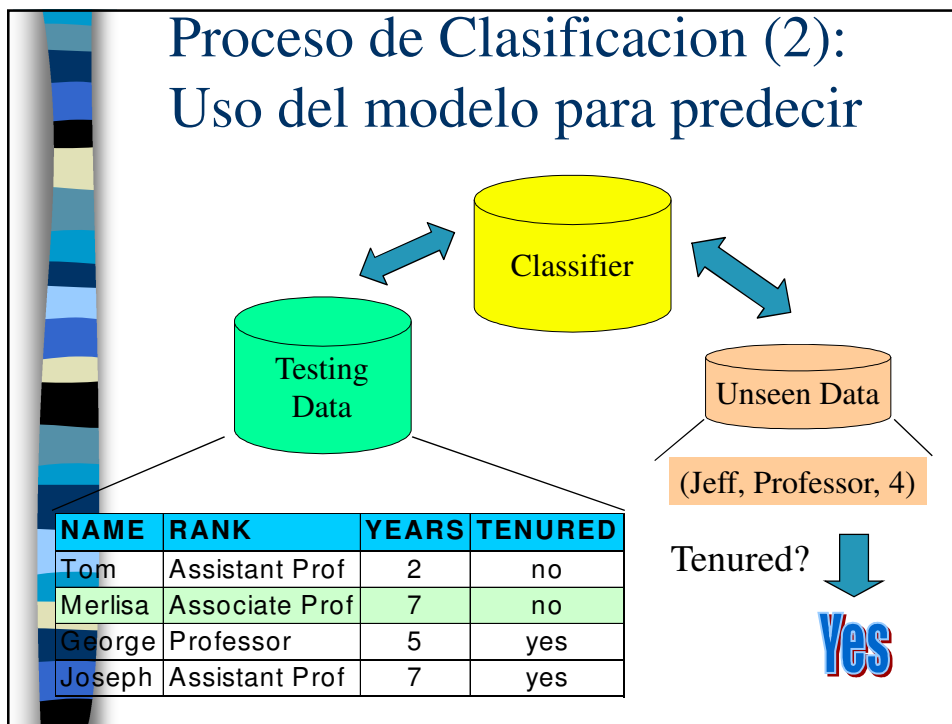 Proceso de Clasificacion (2):
Uso del modelo para predecir
Classifier
Testing
Data
Unseen Data
(Jeff, Professor, 4)
NAME RANK YEARS TENURED
Tom Assistant Prof 2 no
Merlisa Associate Prof 7 no
George Professor 5 yes
Joseph Assistant Prof 7 yes
Tenured?
Yes